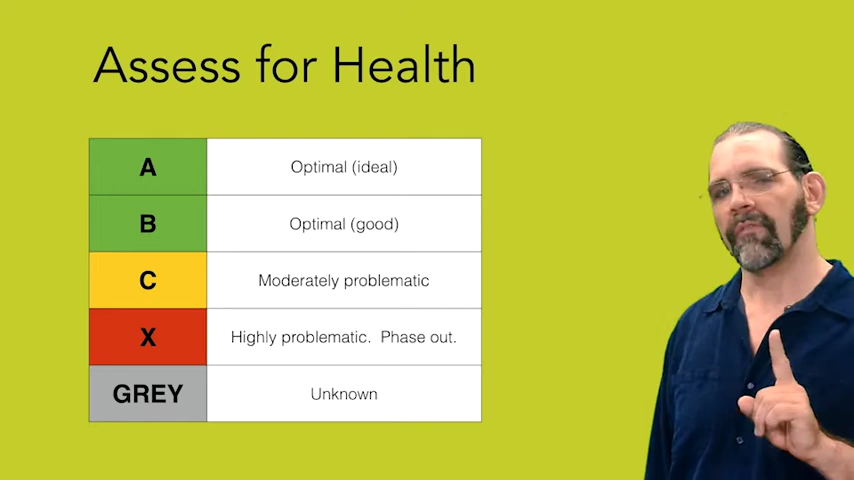 Assess for Health
A Optimal (ideal)
B Optimal (good)
C Moderately problematic
X Highly problematic. Phase out.
GREY Unknown